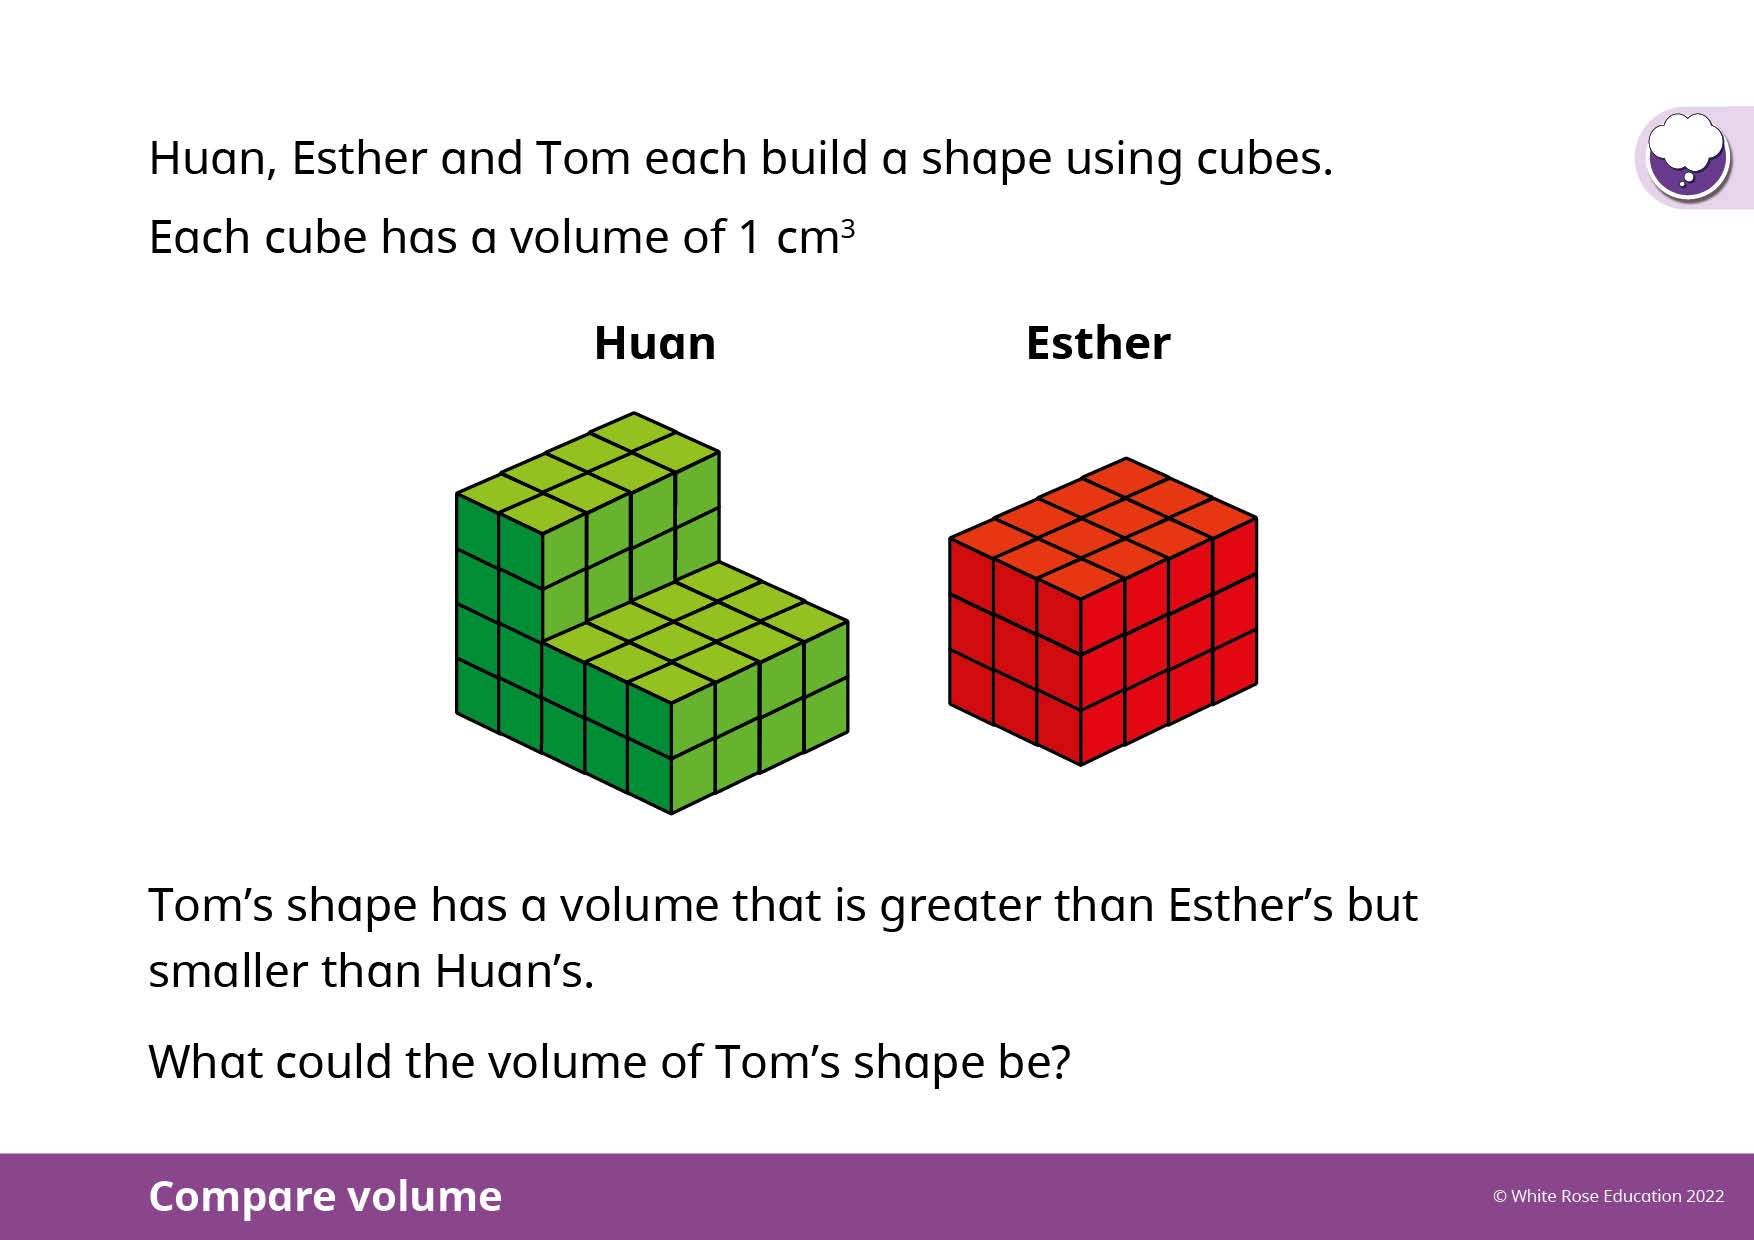 Huan, Esther and Tom each build a shape using cubes.
Each cube has a volume of 1 cm³
Huan
Esther
Tom’s shape has a volume that is greater than Esther’s but
smaller than Huan’s.
What could the volume of Tom’s shape be?
Compare volume
© White Rose Education 2022